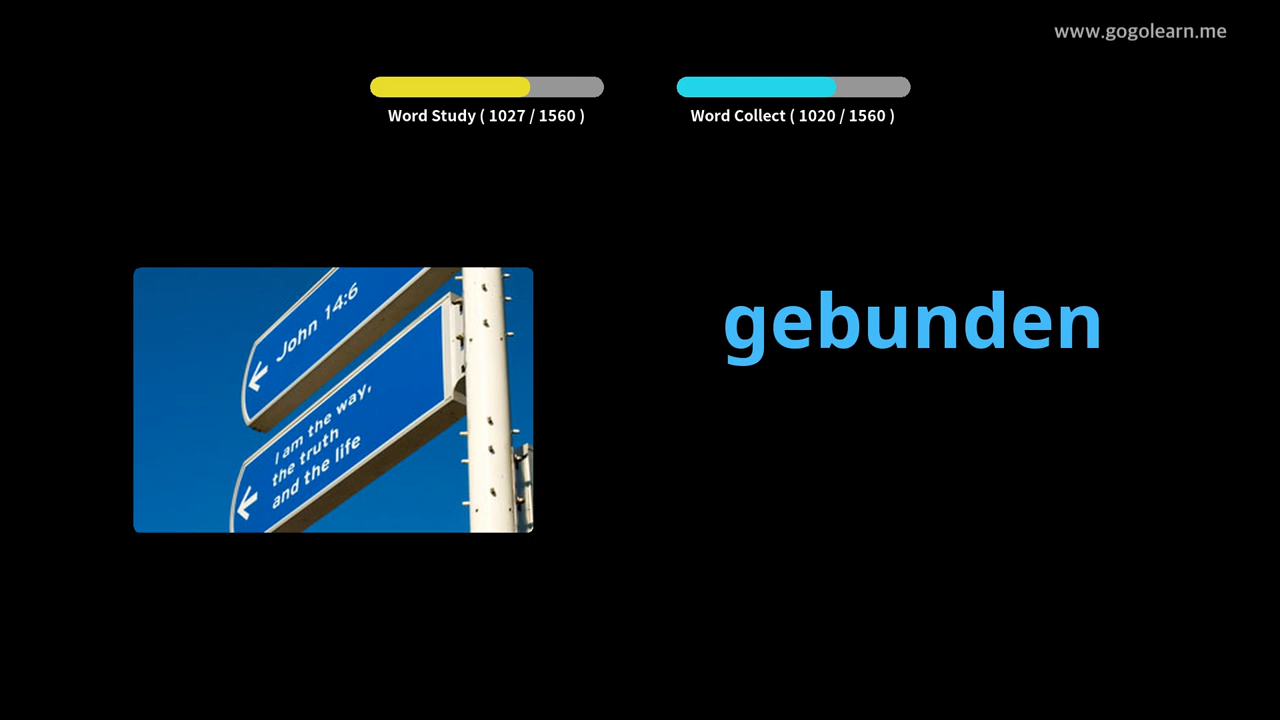 www.gogolearn.me
Word Study ( 1027 / 1560 )
Word Collect ( 1020 / 1560 )
John 14:6
I am the way,
the truth
and the life
gebunden